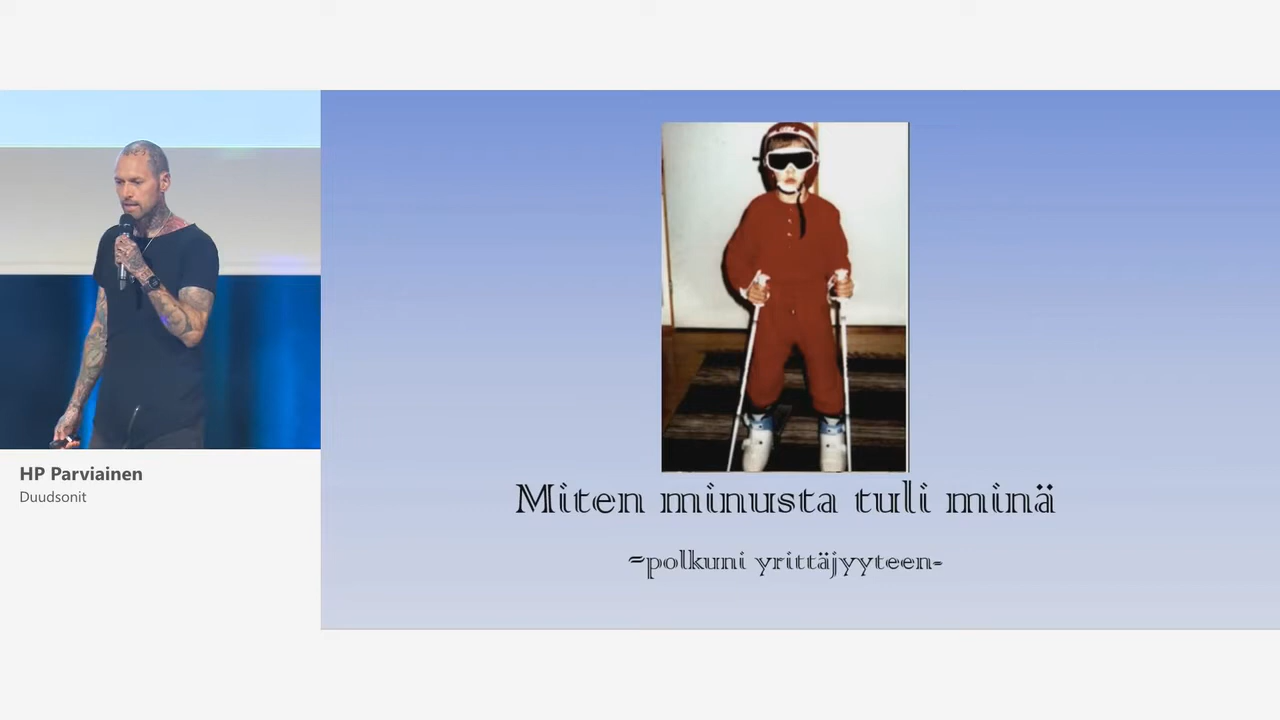 HP Parviainen
Duudsonit
Miten minusta tuli minä
~polkuni yrittäjyyteen-